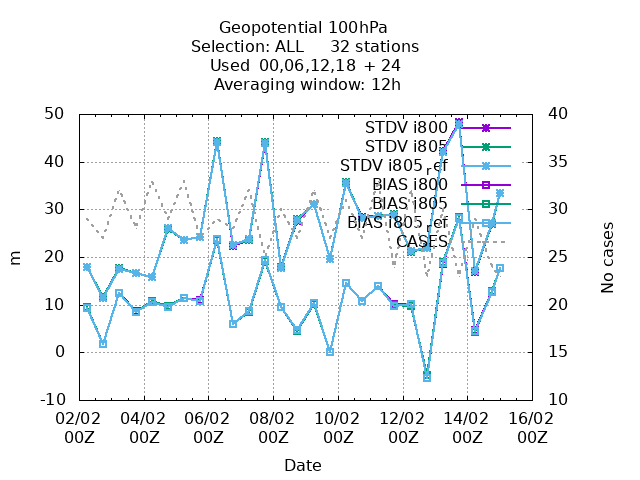 Geopotential 100hPa
Selection: ALL     32 stations
Used  00,06,12,18 + 24
Averaging window: 12h
50 40
STDV i800
STDV i805
40 35
STDV i805ref
BIAS i800
BIAS i805
30 30
BIAS i805ref
CASES
20 25
m
No cases
10 20
0 15
-10 10
02/02 04/02 06/02 08/02 10/02 12/02 14/02 16/02
00Z 00Z 00Z 00Z 00Z 00Z 00Z 00Z
Date